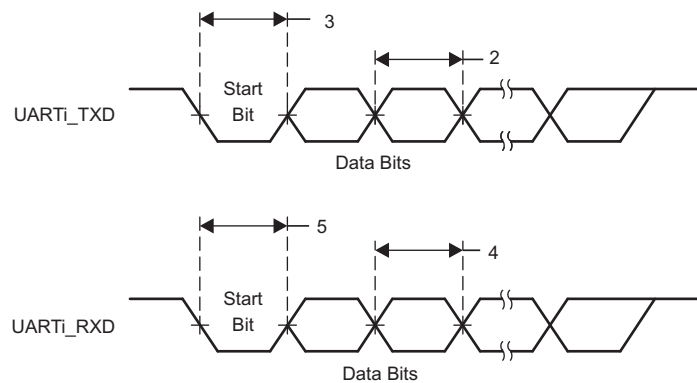 3
2
Start
Bit
UARTi_TXD
Data Bits
5
4
Start
Bit
UARTi_RXD
Data Bits